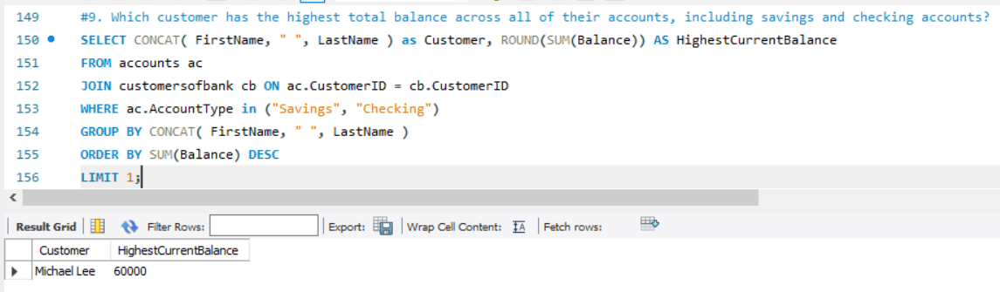 149 #9. Which customer has the highest total balance across all of their accounts, including savings and checking accounts?
150 SELECT CONCAT( FirstName, " ", LastName ) as Customer, ROUND(SUM(Balance)) AS HighestCurrentBalance
151 FROM accounts ac
152 JOIN customersofbank cb ON ac.CustomerID = cb.CustomerID
153 WHERE ac.AccountType in ("Savings", "Checking")
154 GROUP BY CONCAT( FirstName, " ", LastName )
155 ORDER BY SUM(Balance) DESC
156 LIMIT 1;
Result Grid Filter Rows: Export: Wrap Cell Content: Fetch rows:
Customer HighestCurrentBalance
Michael Lee 60000